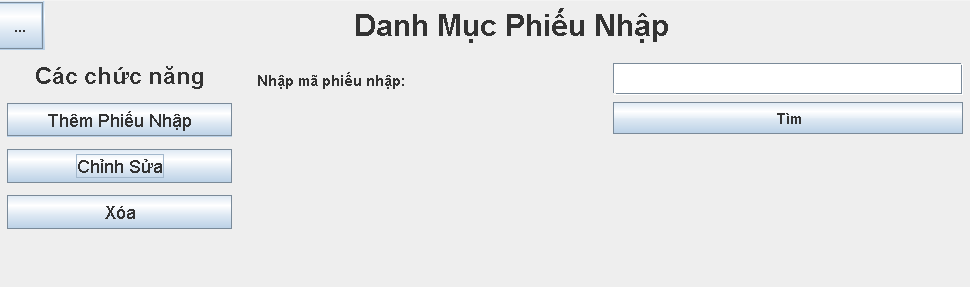 ...
Danh Mục Phiếu Nhập
Các chức năng
Nhập mã phiếu nhập:
Thêm Phiếu Nhập
Tìm
Chỉnh Sửa
Xóa